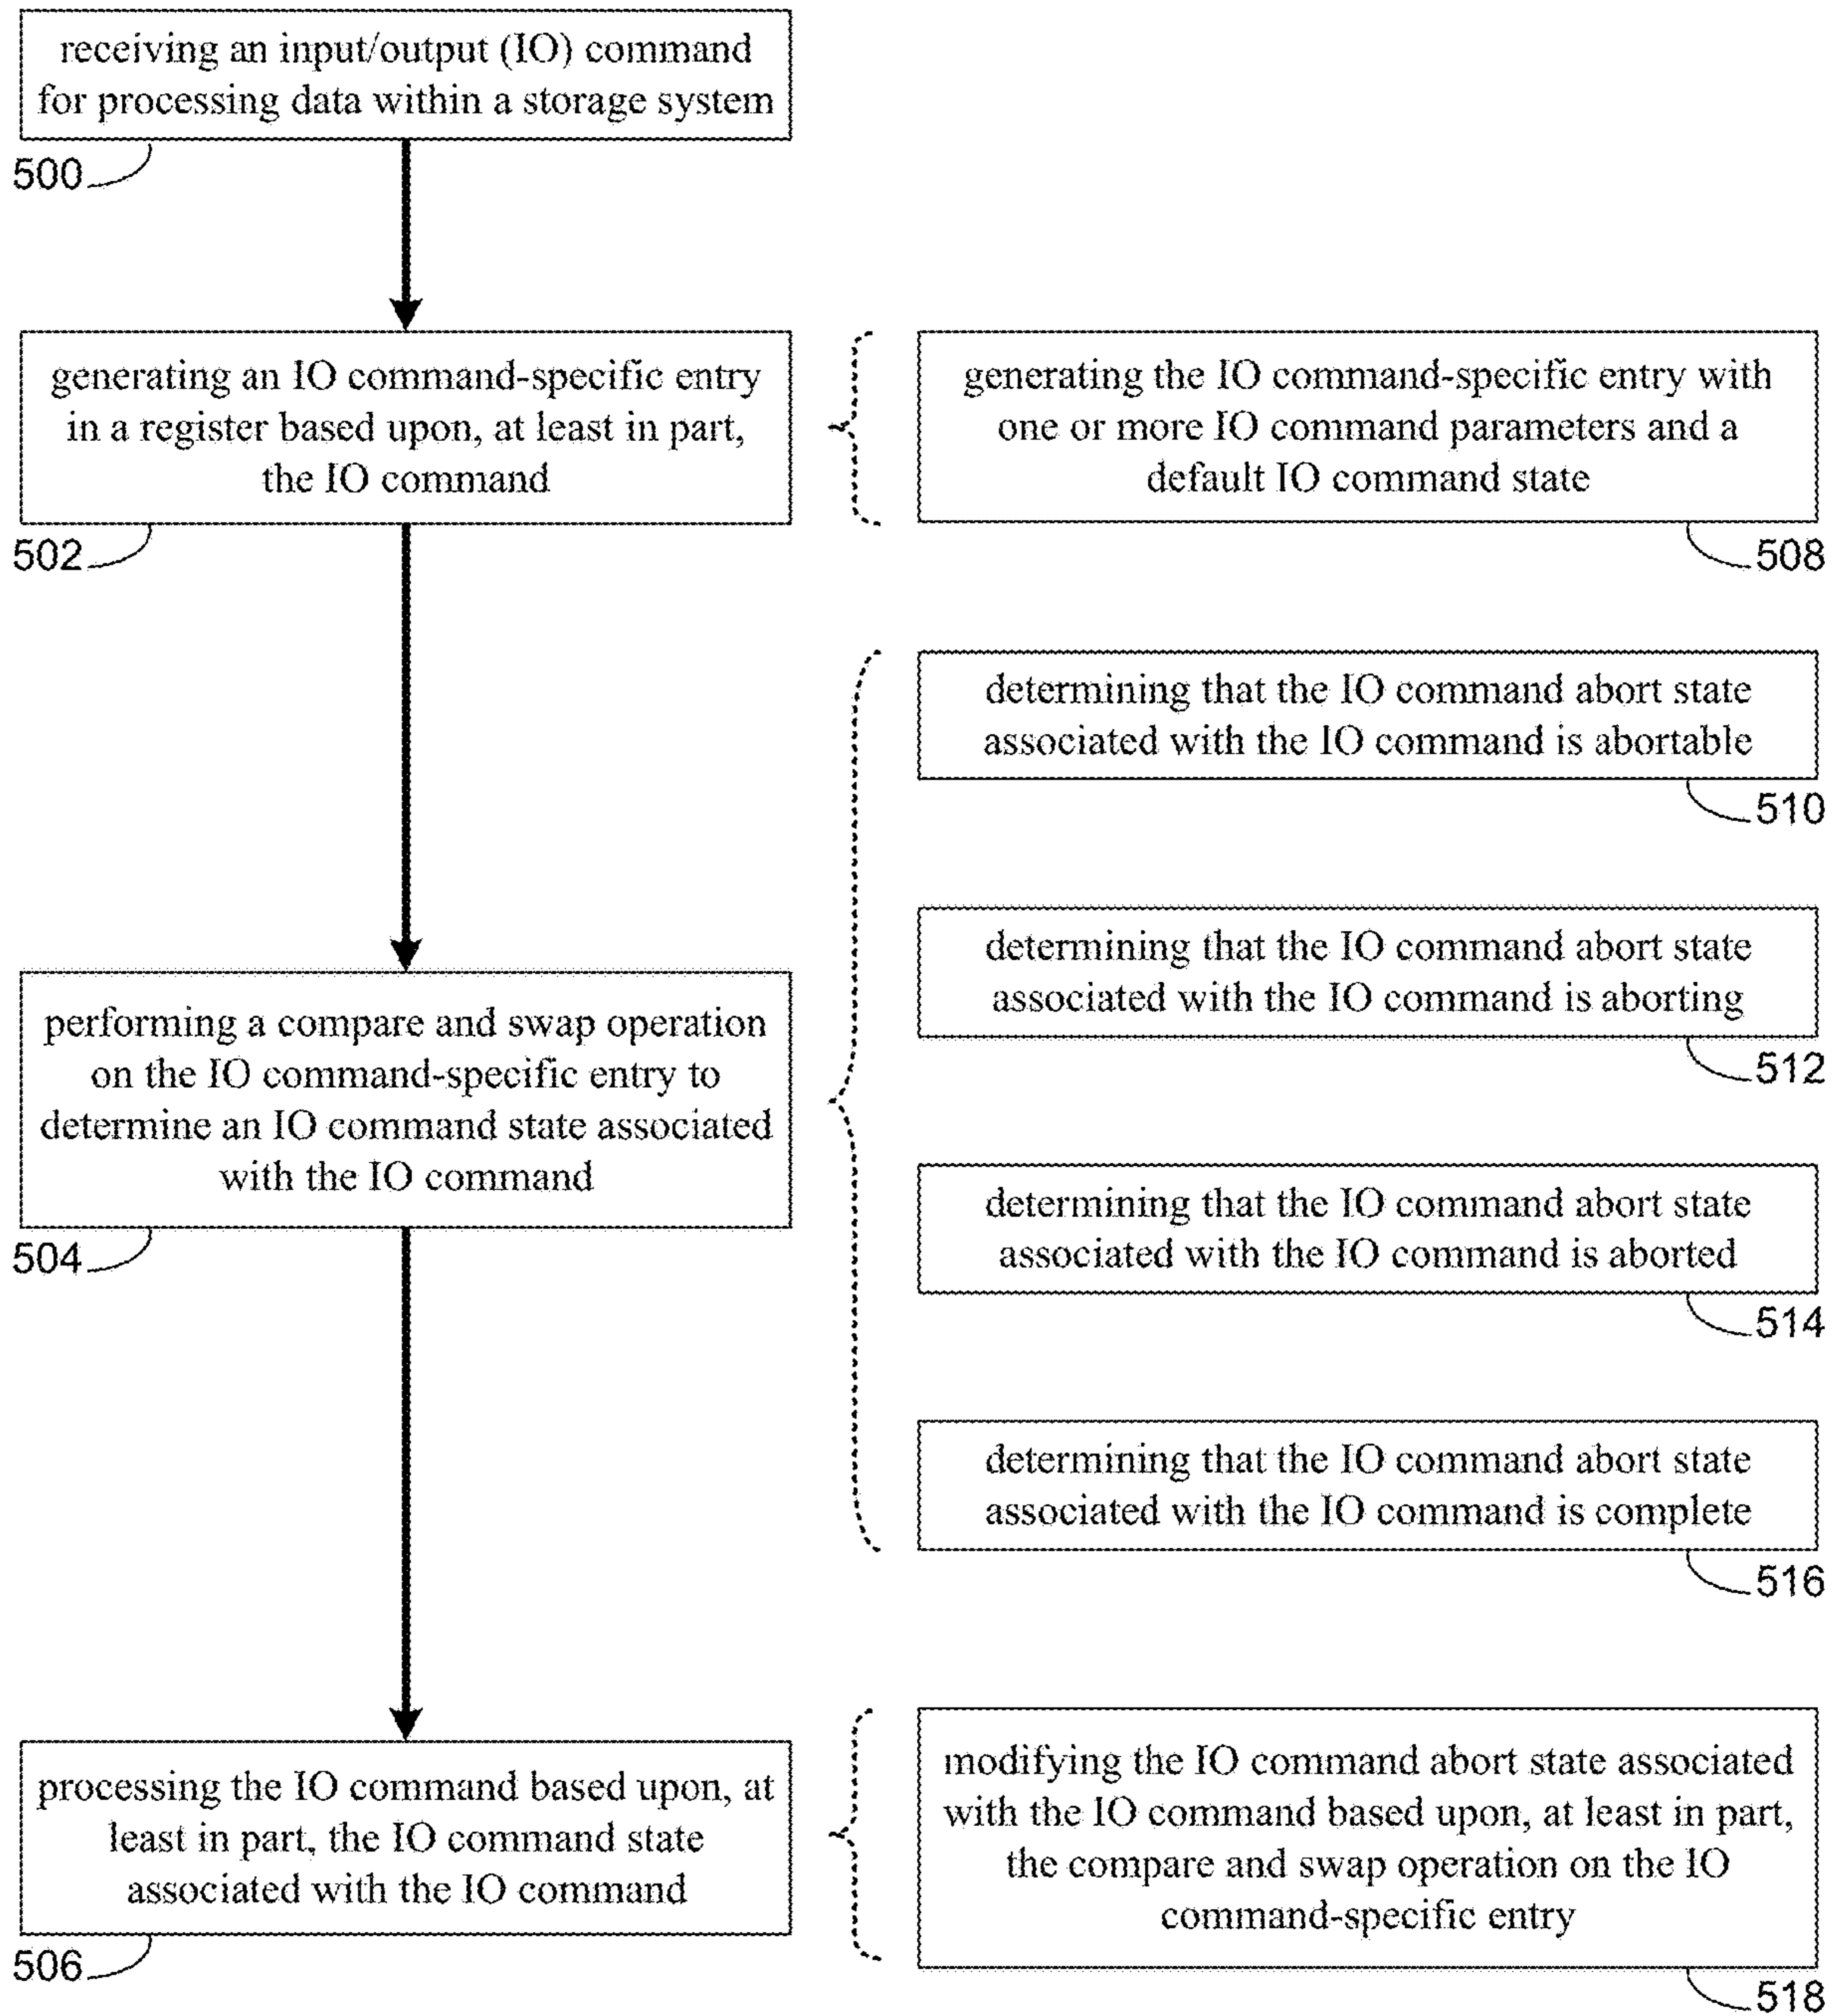 receiving an input/output (IO) command
for processing data within a storage system
500
generating an IO command-specific entry
in a register based upon, at least in part,
the IO command
502
generating the IO command-specific entry with
one or more IO command parameters and a
default IO command state
508
determining that the IO command abort state
associated with the IO command is abortable
510
determining that the IO command abort state
associated with the IO command is aborting
512
performing a compare and swap operation
on the IO command-specific entry to
determine an IO command state associated
with the IO command
504
determining that the IO command abort state
associated with the IO command is aborted
514
determining that the IO command abort state
associated with the IO command is complete
516
processing the IO command based upon, at
least in part, the IO command state
associated with the IO command
506
modifying the IO command abort state associated
with the IO command based upon, at least in part,
the compare and swap operation on the IO
command-specific entry
518